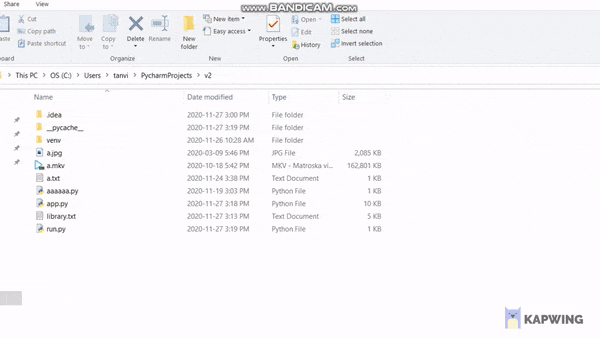 www.BANDICAM.com
Share View
Cut
Copy path
Paste shortcut
Move to
Copy to
Delete
Rename
New folder
New item
Easy access
Properties
Open
Edit
History
Select all
Select none
Invert selection
This PC > OS (C:) > Users > tanvi > PycharmProjects > v2
Name Date modified Type Size
.idea 2020-11-27 3:00 PM File folder
__pycache__ 2020-11-27 3:19 PM File folder
venv 2020-11-26 10:28 AM File folder
a.jpg 2020-03-09 5:46 PM JPG File 2,085 KB
a.mkv 2020-10-18 5:42 PM MKV - Matroska vi... 162,801 KB
a.txt 2020-11-24 3:38 PM Text Document 1 KB
aaaaaa.py 2020-11-19 3:03 PM Python File 1 KB
app.py 2020-11-27 3:18 PM Python File 10 KB
library.txt 2020-11-27 3:13 PM Text Document 5 KB
run.py 2020-11-27 3:19 PM Python File 1 KB
KAPWING